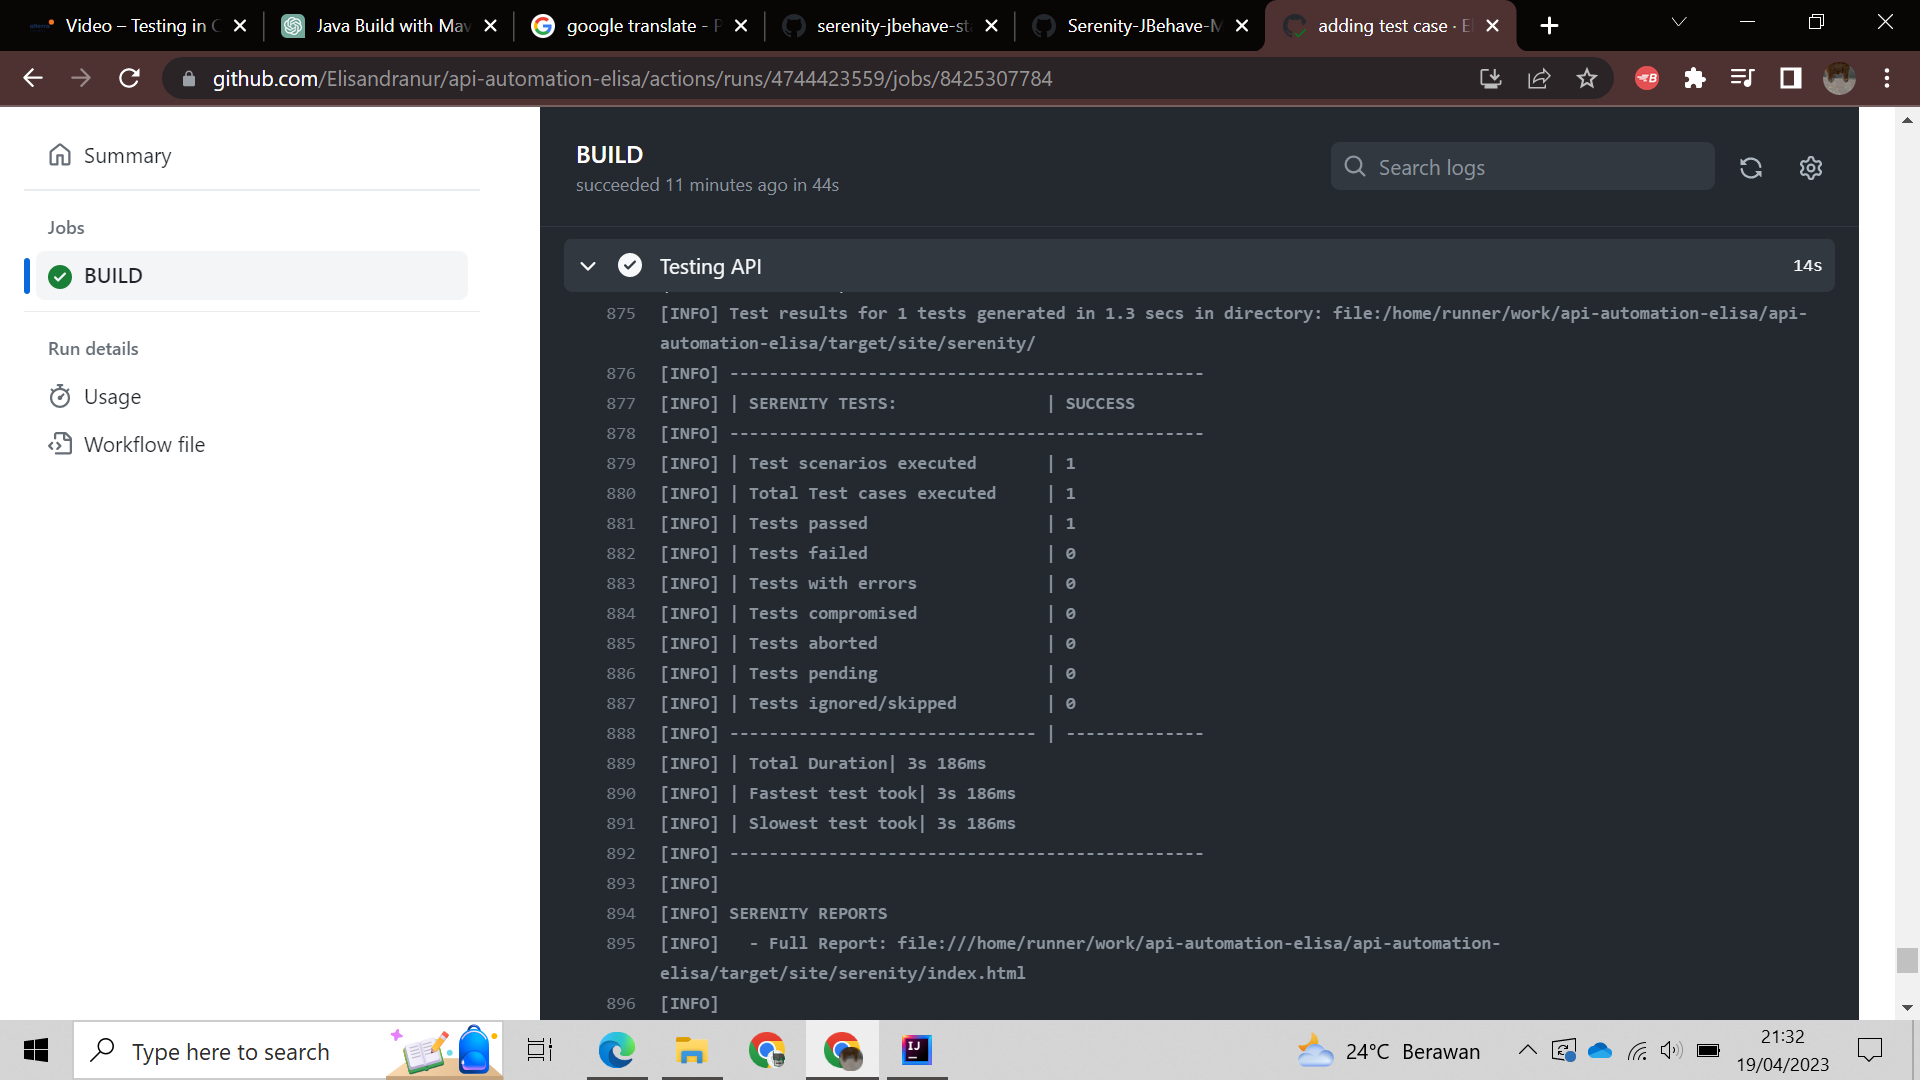 Video – Testing in C
Java Build with Mav
google translate - P
serenity-jbehave-sta
Serenity-JBehave-M
adding test case · El
github.com/Elisandranur/api-automation-elisa/actions/runs/4744423559/jobs/8425307784
Summary
Jobs
BUILD
Run details
Usage
Workflow file
BUILD
succeeded 11 minutes ago in 44s
Search logs
Testing API
14s
875 [INFO] Test results for 1 tests generated in 1.3 secs in directory: file:/home/runner/work/api-automation-elisa/api-
automation-elisa/target/site/serenity/
876 [INFO] ------------------------------------------------
877 [INFO] | SERENITY TESTS:               | SUCCESS
878 [INFO] ------------------------------------------------
879 [INFO] | Test scenarios executed       | 1
880 [INFO] | Total Test cases executed     | 1
881 [INFO] | Tests passed                  | 1
882 [INFO] | Tests failed                  | 0
883 [INFO] | Tests with errors             | 0
884 [INFO] | Tests compromised             | 0
885 [INFO] | Tests aborted                 | 0
886 [INFO] | Tests pending                 | 0
887 [INFO] | Tests ignored/skipped         | 0
888 [INFO] ------------------------------- | --------------
889 [INFO] | Total Duration| 3s 186ms
890 [INFO] | Fastest test took| 3s 186ms
891 [INFO] | Slowest test took| 3s 186ms
892 [INFO] ------------------------------------------------
893 [INFO]
894 [INFO] SERENITY REPORTS
895 [INFO]   - Full Report: file:///home/runner/work/api-automation-elisa/api-automation-
elisa/target/site/serenity/index.html
896 [INFO]
Type here to search
IJ
24°C Berawan
21:32
19/04/2023